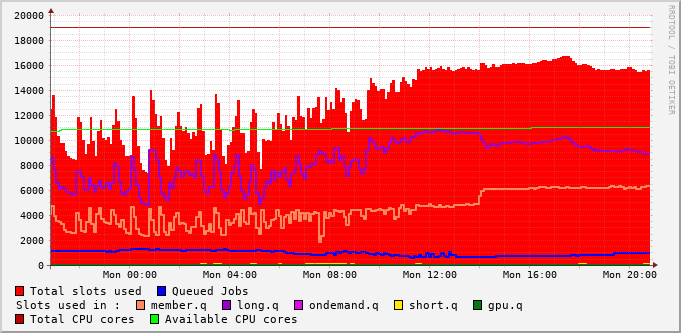 20000
18000
16000
14000
12000
10000
8000
6000
4000
2000
0
Mon 00:00 Mon 04:00 Mon 08:00 Mon 12:00 Mon 16:00 Mon 20:00
Total slots used Queued Jobs
Slots used in : member.q long.q ondemand.q short.q gpu.q
Total CPU cores Available CPU cores
RRDTOOL / TOBI OETIKER